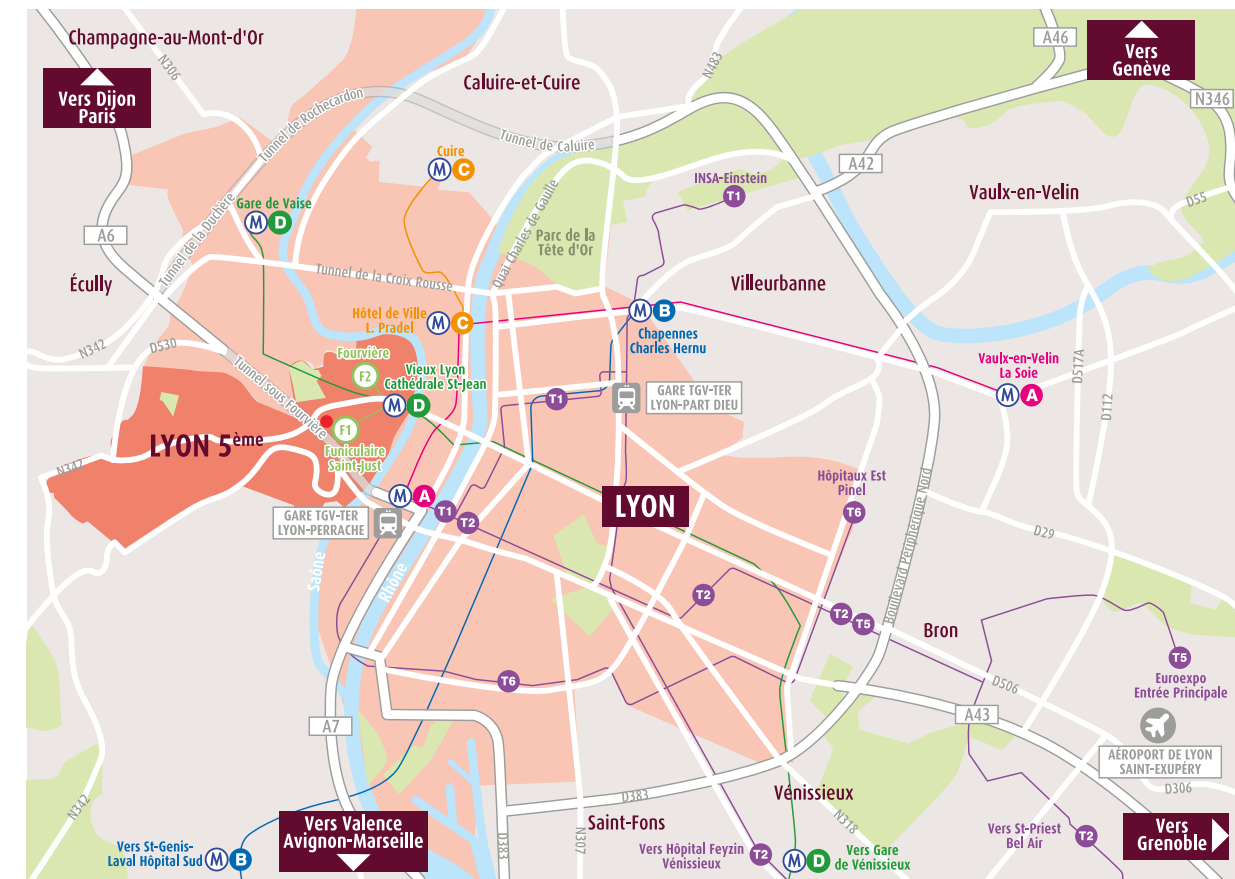 Champagne-au-Mont-d'Or
N306
Vers Dijon
Paris
Tunnel de Rochecardon
Caluire-et-Cuire
N483
A46
Vers
Genève
N346
Tunnel de Caluire
Cuire
M C
A42
INSA-Einstein
T1
Vaulx-en-Velin
D55
Gare de Vaise
M D
Tunnel de la Duchère
A6
Quai Charles de Gaulle
Parc de la
Tête d'Or
Écully
Tunnel de la Croix Rousse
Villeurbanne
Hôtel de Ville
L. Pradel
M C
M B
Chapennes
Charles Hernu
N342
D530
Fourvière
F2
Vieux Lyon
Cathédrale St-Jean
M D
Tunnel sous Fourvière
Vaulx-en-Velin
La Soie
M A
D517A
D112
GARE TGV-TER
LYON-PART DIEU
T1
LYON 5ème
F1
Funiculaire
Saint-Just
N342
Hôpitaux Est
Pinel
T6
M A
T1
T2
GARE TGV-TER
LYON-PERRACHE
LYON
Boulevard Périphérique Nord
D29
Saône
Rhône
T2
T2
T5
Bron
T5
Euroexpo
Entrée Principale
T6
D506
A7
A43
AÉROPORT DE LYON
SAINT-EXUPÉRY
D306
D383
Vénissieux
N342
Vers Valence
Avignon-Marseille
D383
N307
Saint-Fons
N318
Vers St-Genis-
Laval Hôpital Sud
M B
Vers Hôpital Feyzin
Vénissieux
T2
M D
Vers Gare
de Vénissieux
Vers St-Priest
Bel Air
T2
Vers
Grenoble